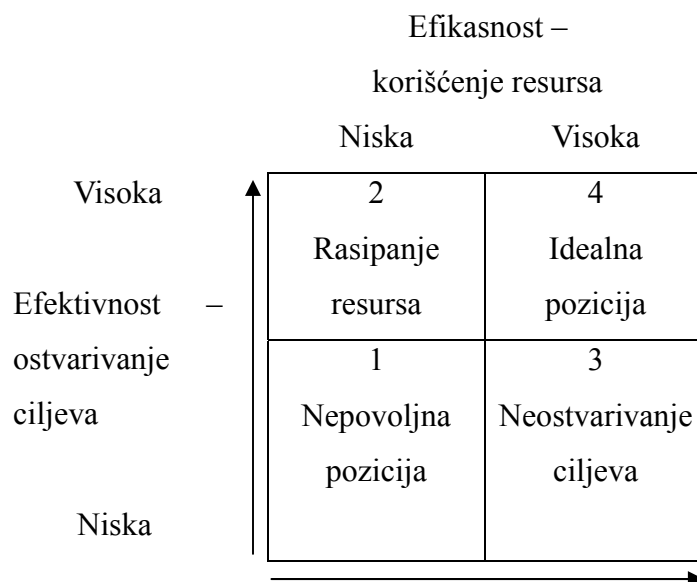 Efikasnost –
korišćenje resursa
Niska Visoka
Visoka 2 4
Rasipanje Idealna
Efektivnost – resursa pozicija
ostvarivanje 1 3
ciljeva Nepovoljna Neostvarivanje
pozicija ciljeva
Niska